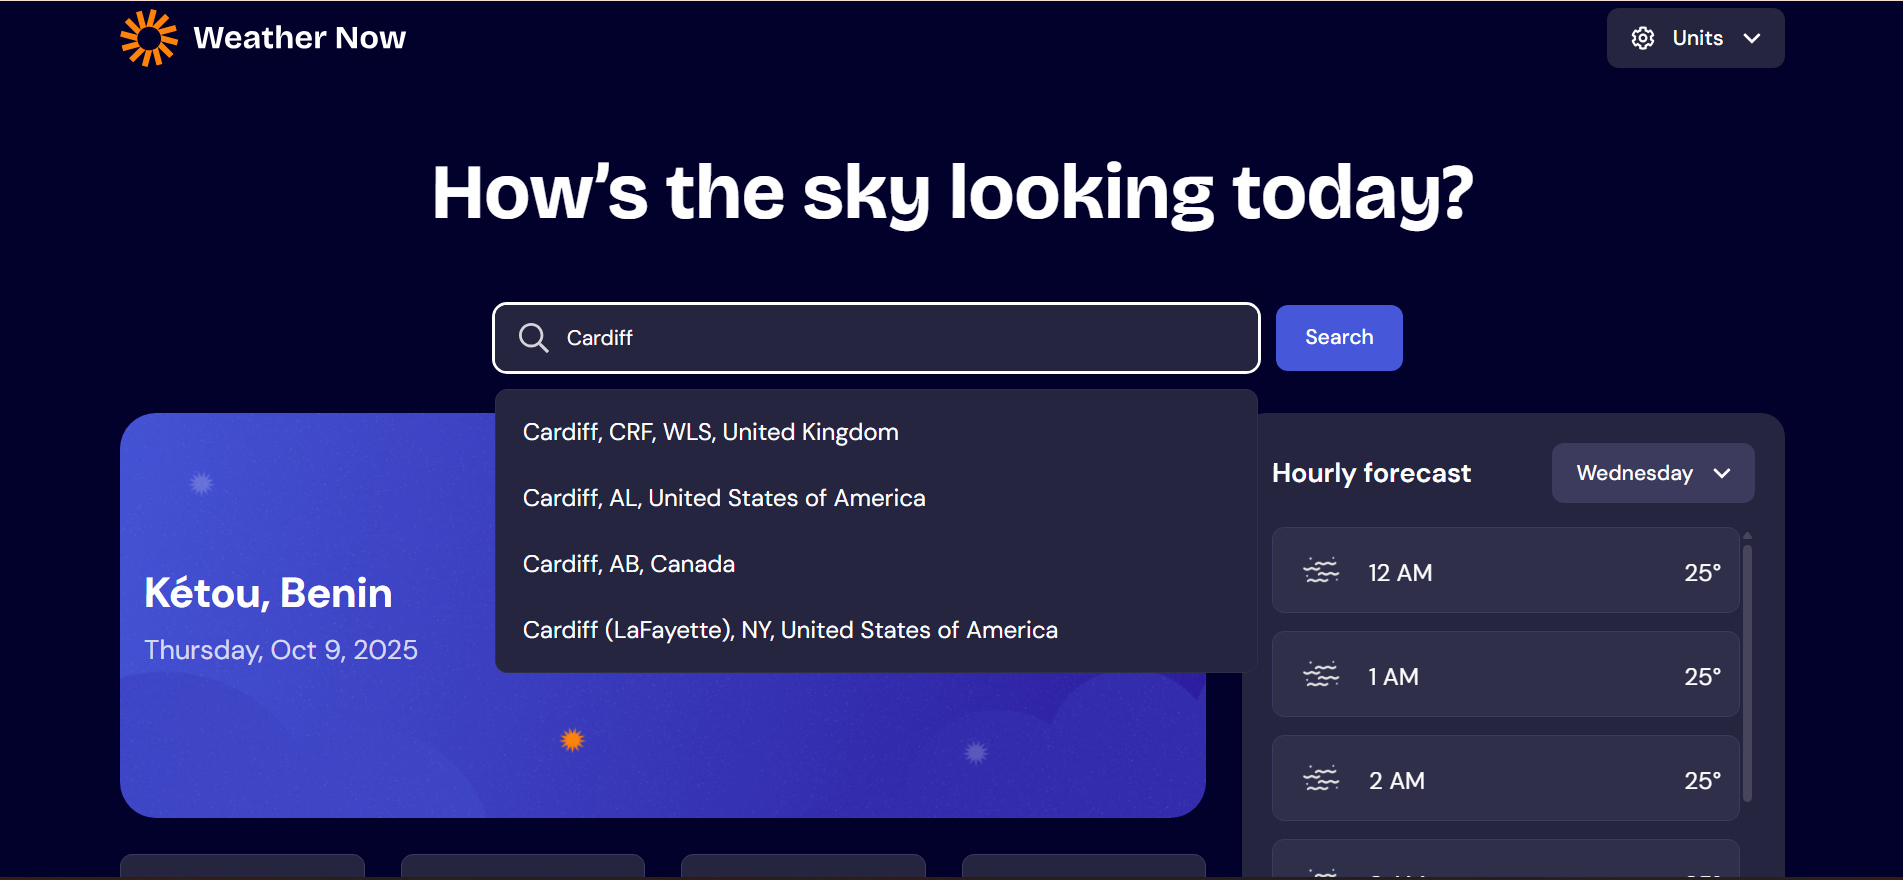 Weather Now
Units
How’s the sky looking today?
Cardiff
Search
Cardiff, CRF, WLS, United Kingdom
Cardiff, AL, United States of America
Cardiff, AB, Canada
Cardiff (LaFayette), NY, United States of America
Kétou, Benin
Thursday, Oct 9, 2025
Hourly forecast
Wednesday
12 AM 25°
1 AM 25°
2 AM 25°